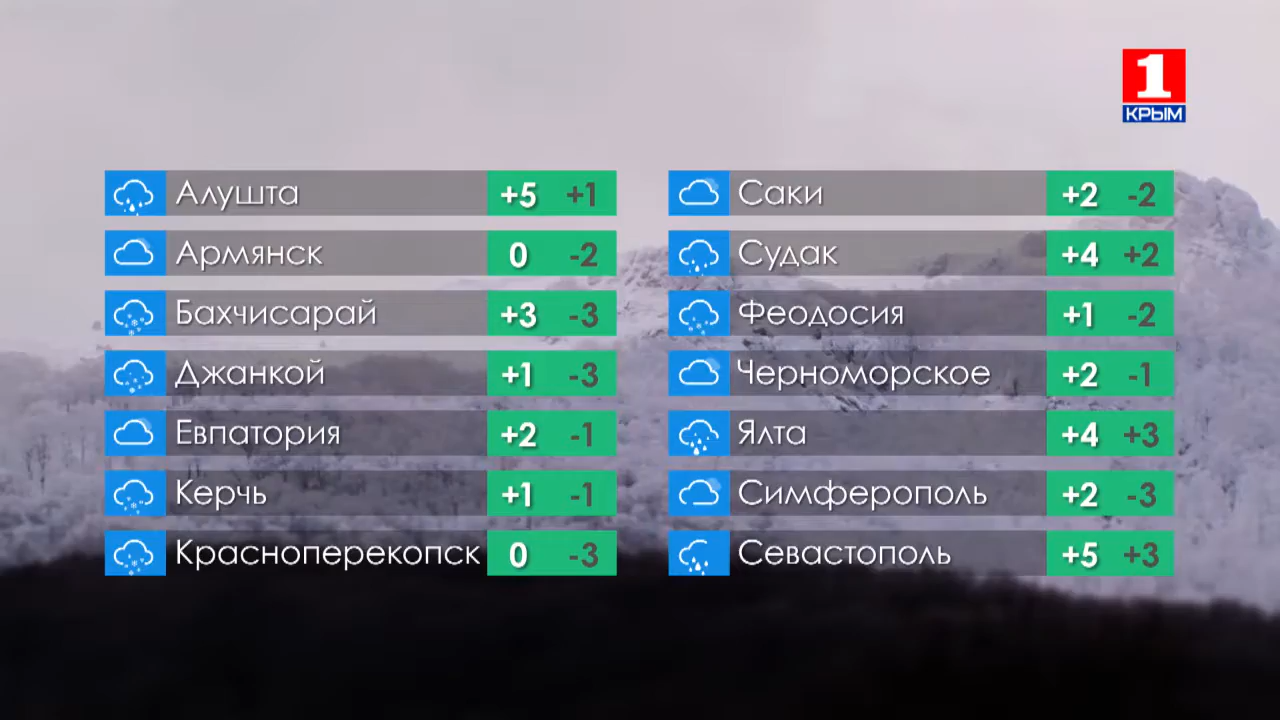 1
КРЫМ
Алушта +5 +1
Армянск 0 -2
Бахчисарай +3 -3
Джанкой +1 -3
Евпатория +2 -1
Керчь +1 -1
Красноперекопск 0 -3
Саки +2 -2
Судак +4 +2
Феодосия +1 -2
Черноморское +2 -1
Ялта +4 +3
Симферополь +2 -3
Севастополь +5 +3